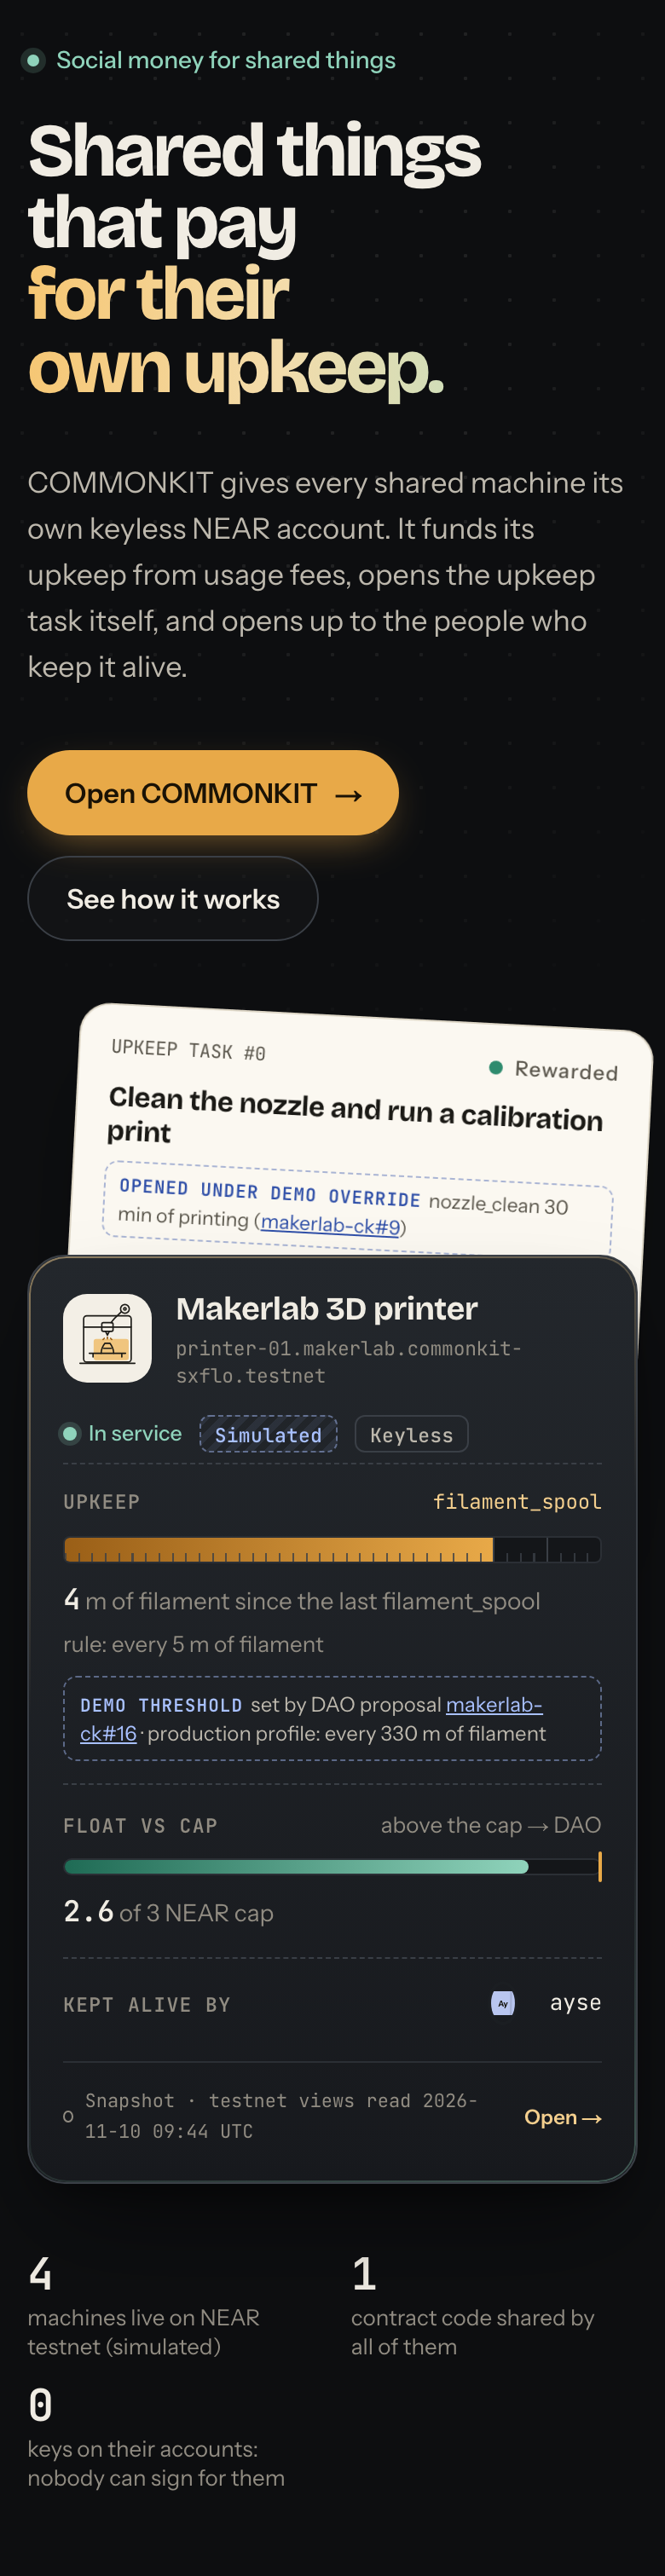 Social money for shared things
Shared things
that pay
for their
own upkeep.
COMMONKIT gives every shared machine its
own keyless NEAR account. It funds its
upkeep from usage fees, opens the upkeep
task itself, and opens up to the people who
keep it alive.
Open COMMONKIT →
See how it works
UPKEEP TASK #0
Rewarded
Clean the nozzle and run a calibration
print
OPENED UNDER DEMO OVERRIDE nozzle_clean 30
min of printing (makerlab-ck#9)
Makerlab 3D printer
printer-01.makerlab.commonkit-
sxflo.testnet
In service Simulated Keyless
UPKEEP filament_spool
4 m of filament since the last filament_spool
rule: every 5 m of filament
DEMO THRESHOLD set by DAO proposal makerlab-
ck#16 · production profile: every 330 m of filament
FLOAT VS CAP above the cap → DAO
2.6 of 3 NEAR cap
KEPT ALIVE BY Ay ayse
Snapshot · testnet views read 2026-
11-10 09:44 UTC
Open →
4
machines live on NEAR
testnet (simulated)
1
contract code shared by
all of them
0
keys on their accounts:
nobody can sign for them